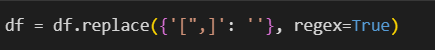 df = df.replace({'[",]': ''}, regex=True)